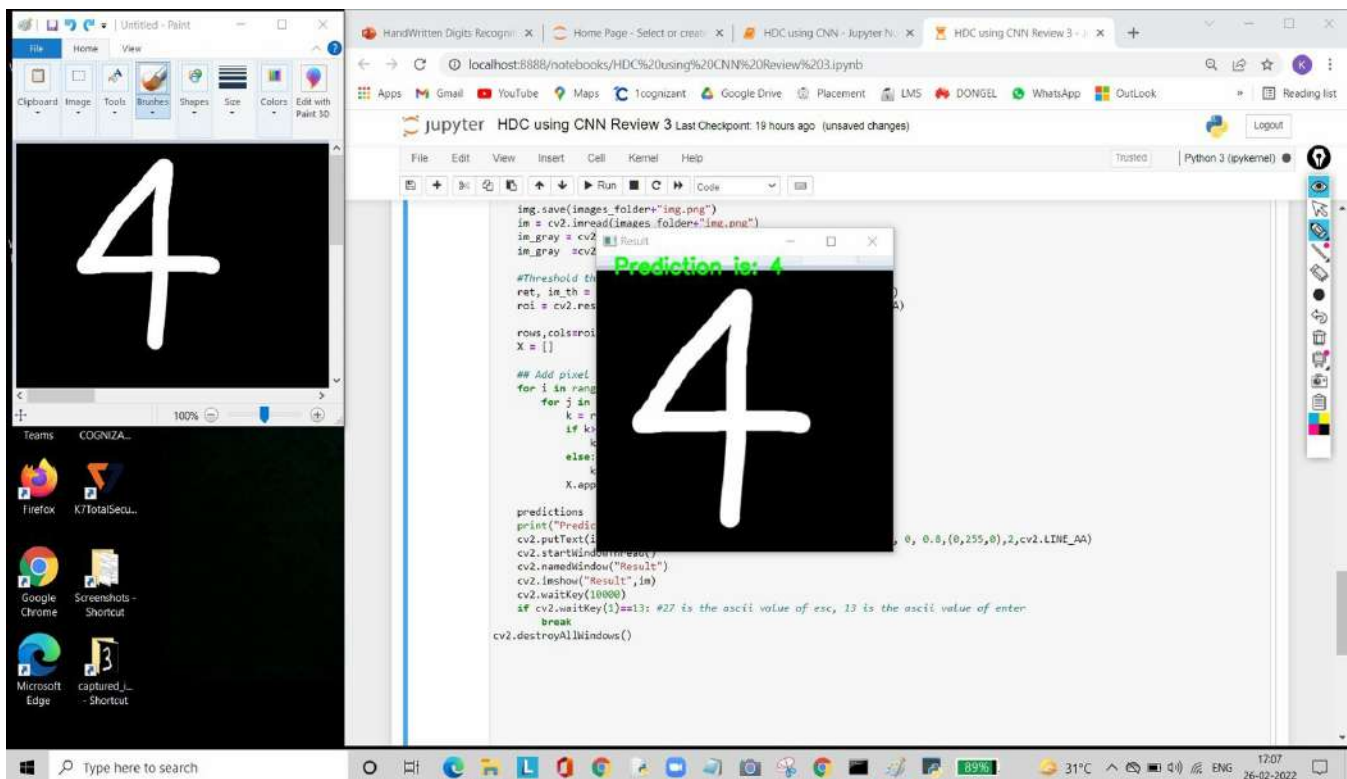 Untitled - Paint
File Home View
Clipboard Image Tools Brushes Shapes Size Colors Edit with Paint 3D
4
100%
Teams COGNIZA...
Firefox K7TotalSecu...
Google Chrome Screenshots - Shortcut
Microsoft Edge captured_i... - Shortcut
3
HandWritten Digits Recogni Home Page - Select or creat HDC using CNN - Jupyter N HDC using CNN Review 3 - J
localhost:8888/notebooks/HDC%20using%20CNN%20Review%203.ipynb
K
Apps Gmail YouTube Maps 1cognizant Google Drive Placement LMS DONGEL WhatsApp OutLook » Reading list
jupyter HDC using CNN Review 3 Last Checkpoint: 19 hours ago (unsaved changes) Logout
File Edit View Insert Cell Kernel Help Trusted Python 3 (ipykernel)
Run Code
img.save(images_folder+"img.png")
im = cv2.imread(images_folder+"img.png")
im_gray = cv2
im_gray =cv2
#Threshold th
ret, im_th =
roi = cv2.res
rows,cols=roi
X = []
## Add pixel
for i in rang
for j in
k = r
if k>
k
else:
k
X.app
predictions
print("Predic
cv2.putText(i , 0, 0.8,(0,255,0),2,cv2.LINE_AA)
cv2.startWindowThread()
cv2.namedWindow("Result")
cv2.imshow("Result",im)
cv2.waitKey(10000)
if cv2.waitKey(1)==13: #27 is the ascii value of esc, 13 is the ascii value of enter
break
cv2.destroyAllWindows()
Result
Prediction is: 4
4
Type here to search
L
89%
31°C ENG 17:07
26-02-2022